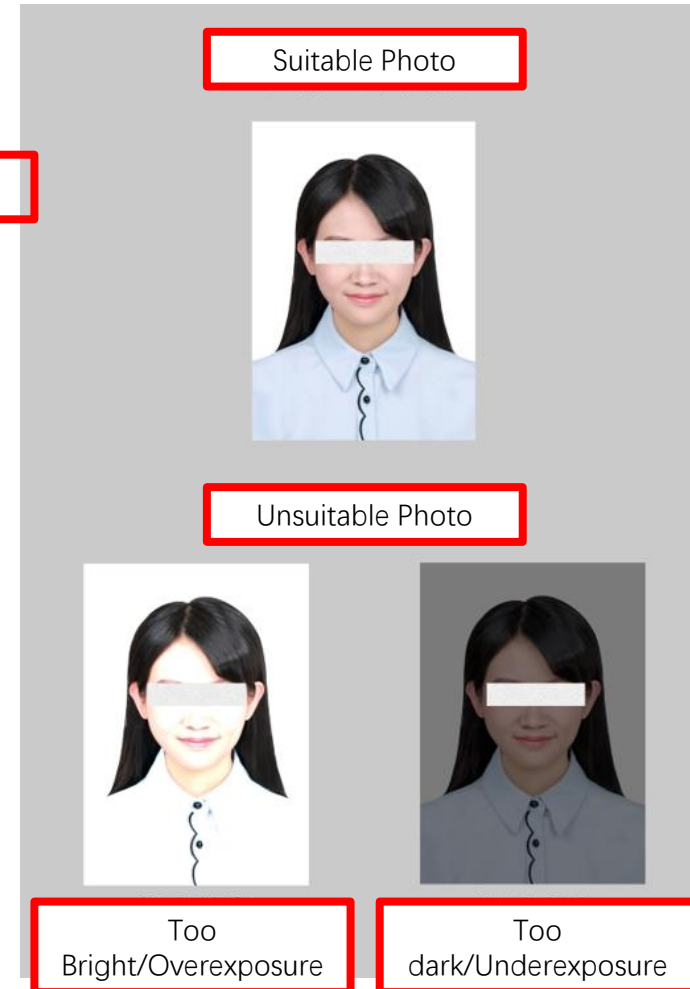 Suitable Photo
Unsuitable Photo
Too
Bright/Overexposure
Too
dark/Underexposure